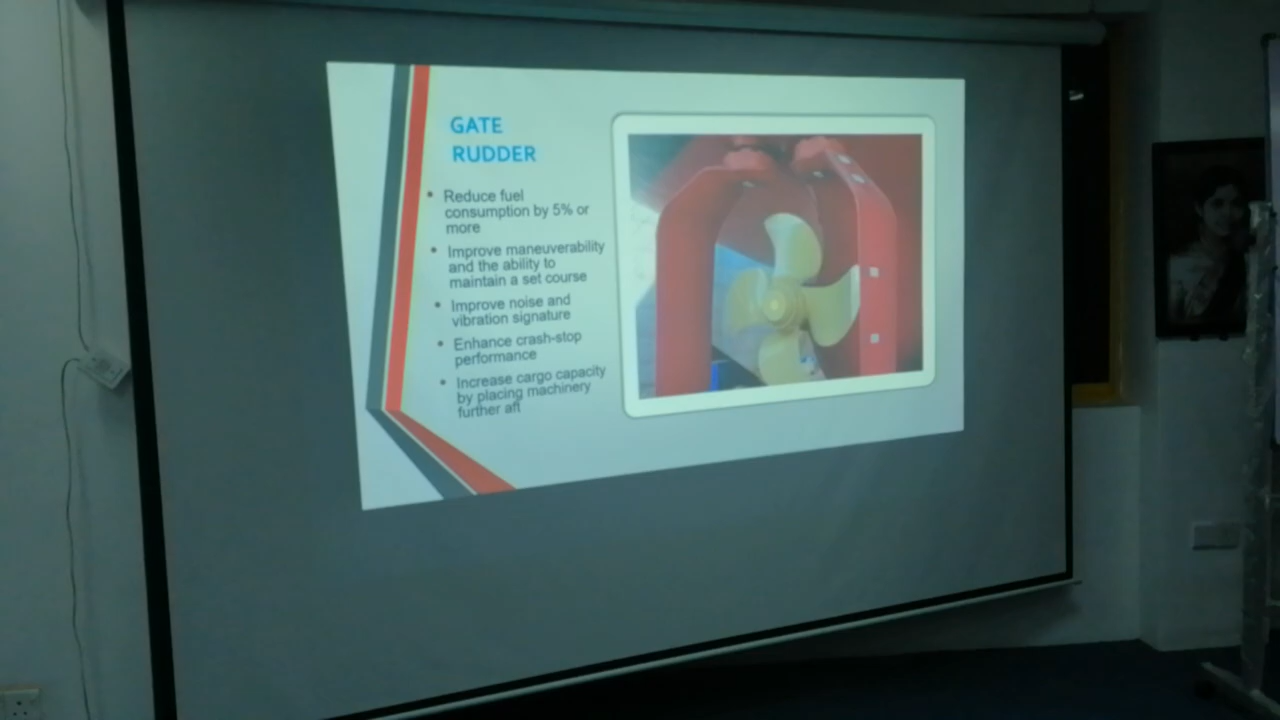 GATE
RUDDER
• Reduce fuel
consumption by 5% or
more
• Improve maneuverability
and the ability to
maintain a set course
• Improve noise and
vibration signature
• Enhance crash-stop
performance
• Increase cargo capacity
by placing machinery
further aft